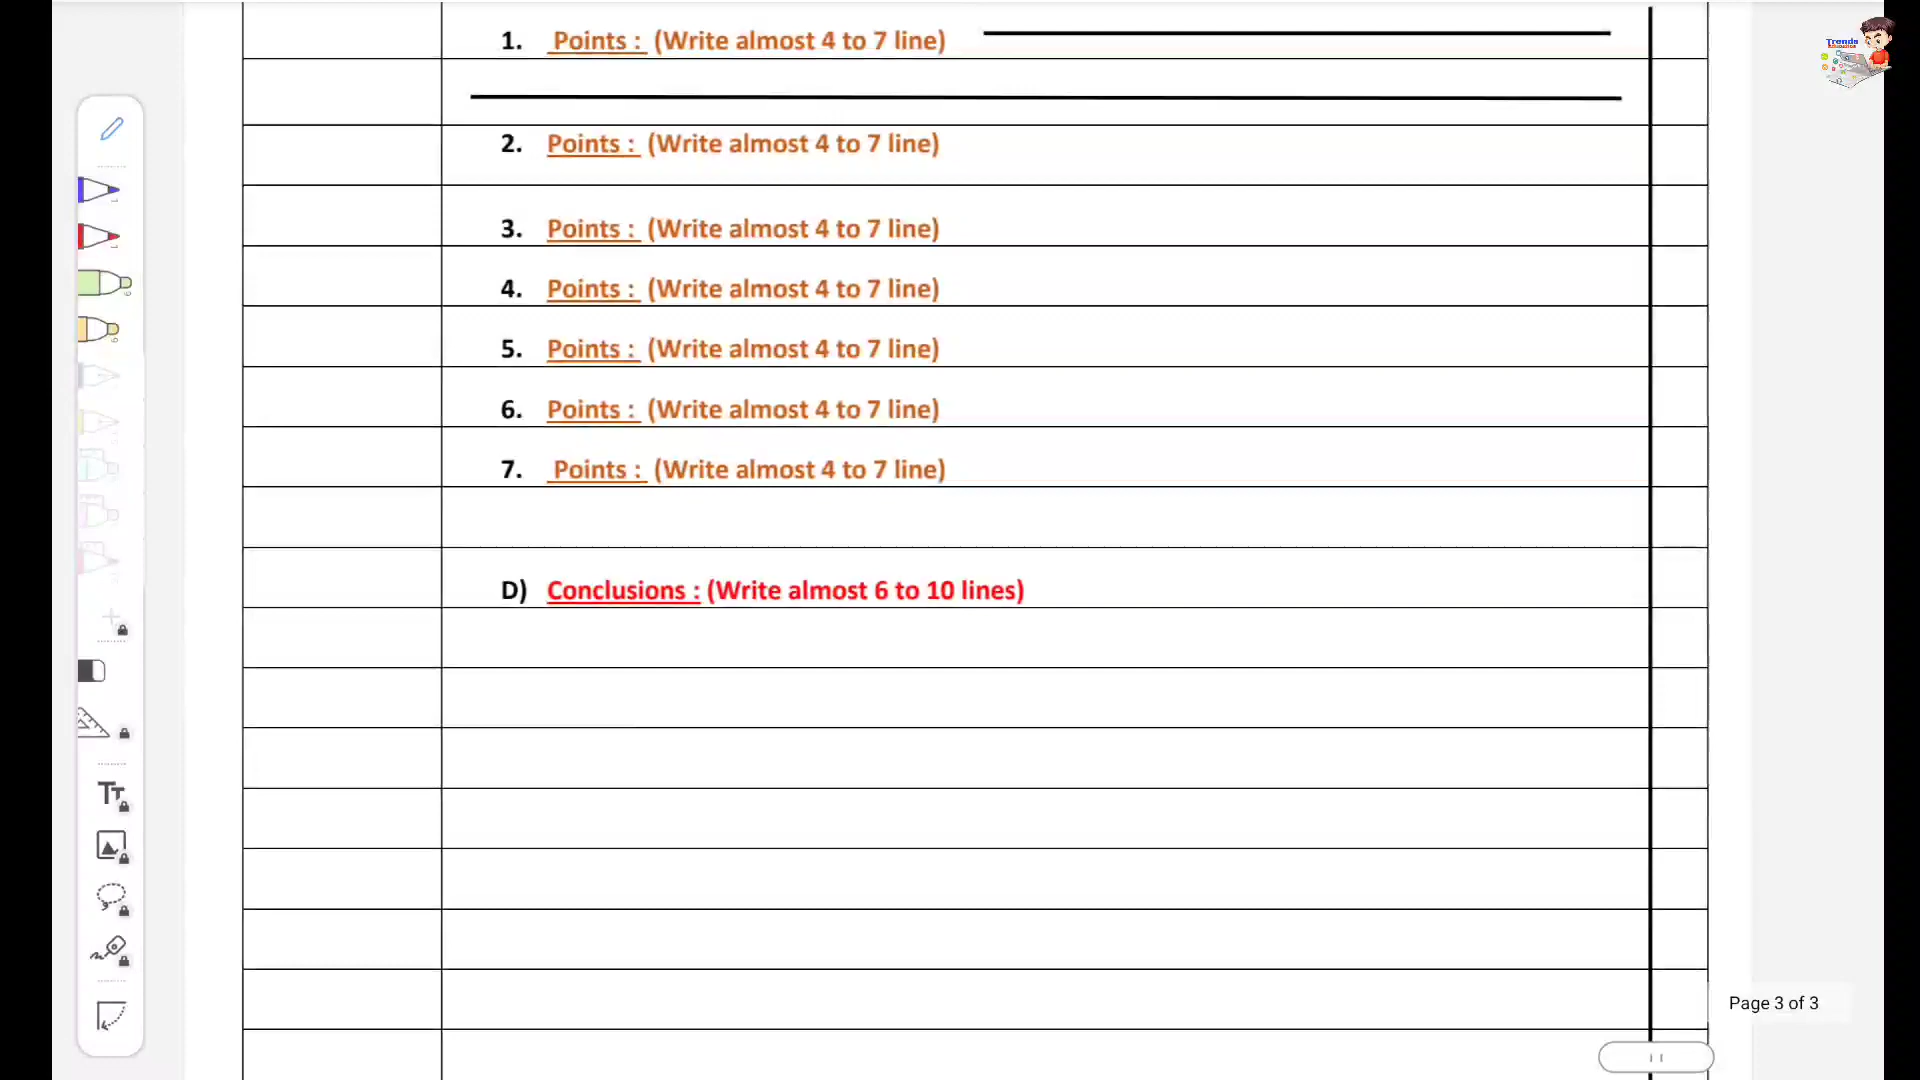 Trends
1. Points : (Write almost 4 to 7 line)
2. Points : (Write almost 4 to 7 line)
3. Points : (Write almost 4 to 7 line)
4. Points : (Write almost 4 to 7 line)
5. Points : (Write almost 4 to 7 line)
6. Points : (Write almost 4 to 7 line)
7. Points : (Write almost 4 to 7 line)
D) Conclusions : (Write almost 6 to 10 lines)
Tт
Page 3 of 3